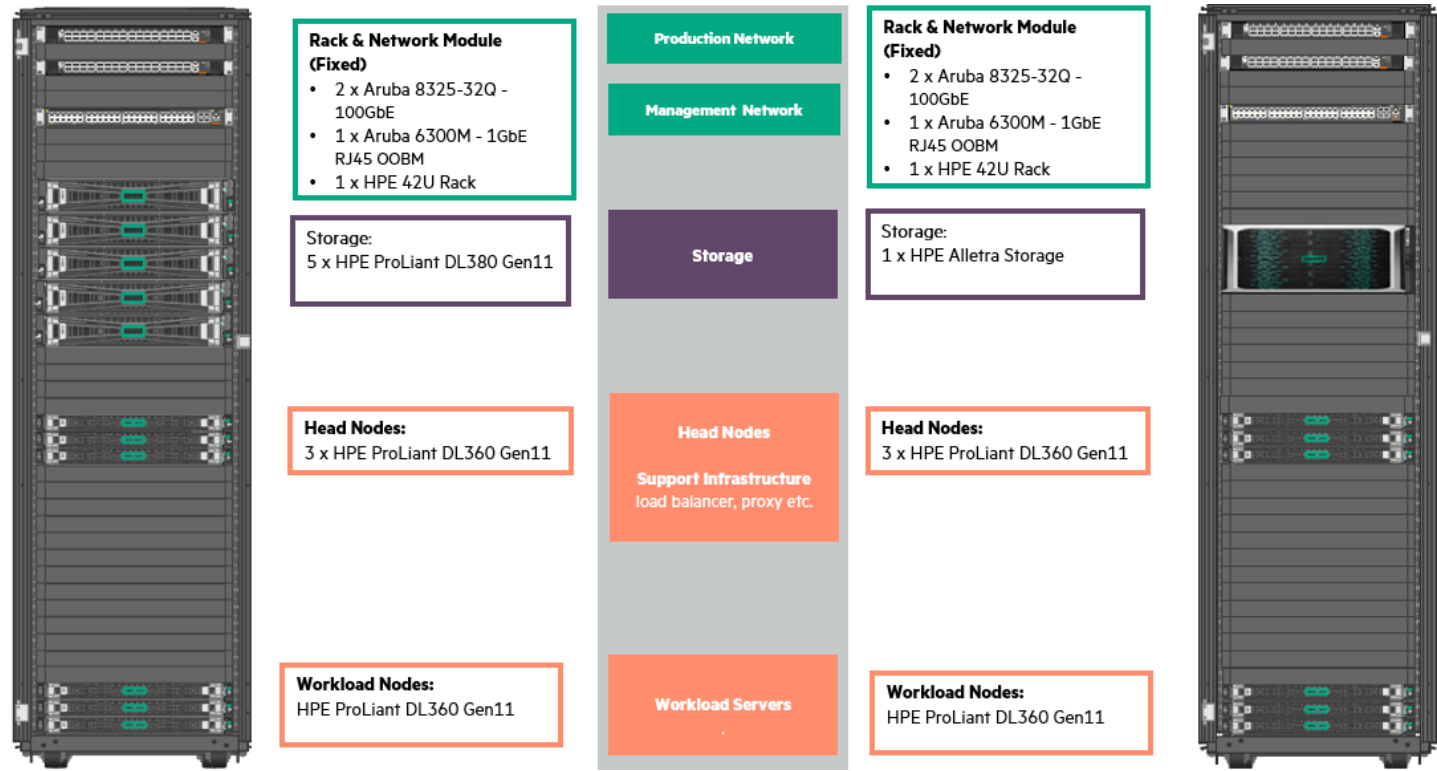 Rack & Network Module
(Fixed)
• 2 x Aruba 8325-32Q -
100GbE
• 1 x Aruba 6300M - 1GbE
RJ45 OOBM
• 1 x HPE 42U Rack
Storage:
5 x HPE ProLiant DL380 Gen11
Head Nodes:
3 x HPE ProLiant DL360 Gen11
Workload Nodes:
HPE ProLiant DL360 Gen11
Production Network
Management Network
Storage
Head Nodes
Support Infrastructure
load balancer, proxy etc.
Workload Servers
.
Rack & Network Module
(Fixed)
• 2 x Aruba 8325-32Q -
100GbE
• 1 x Aruba 6300M - 1GbE
RJ45 OOBM
• 1 x HPE 42U Rack
Storage:
1 x HPE Alletra Storage
Head Nodes:
3 x HPE ProLiant DL360 Gen11
Workload Nodes:
HPE ProLiant DL360 Gen11